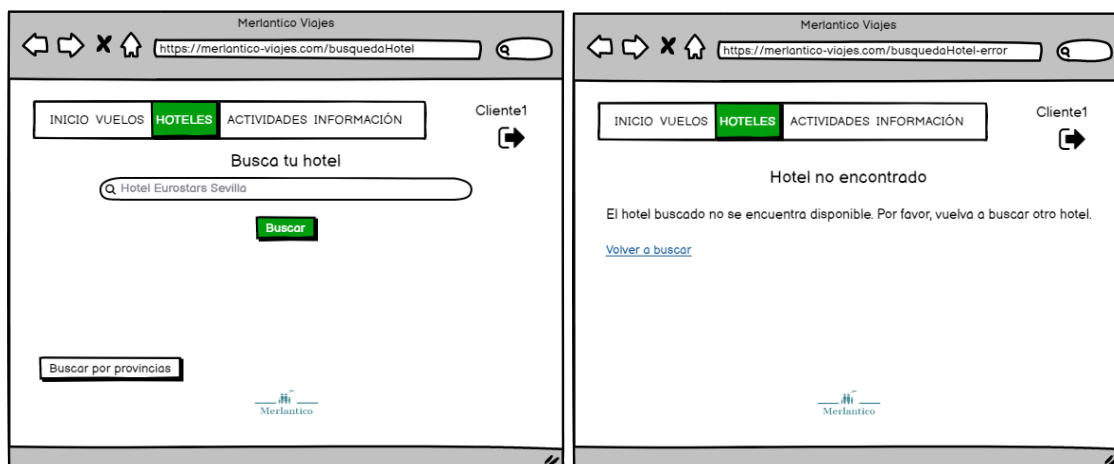 Merlantico Viajes
https://merlantico-viajes.com/busquedaHotel
INICIO VUELOS HOTELES ACTIVIDADES INFORMACIÓN
Cliente1
Busca tu hotel
Hotel Eurostars Sevilla
Buscar
Buscar por provincias
Merlantico
Merlantico Viajes
https://merlantico-viajes.com/busquedaHotel-error
INICIO VUELOS HOTELES ACTIVIDADES INFORMACIÓN
Cliente1
Hotel no encontrado
El hotel buscado no se encuentra disponible. Por favor, vuelva a buscar otro hotel.
Volver a buscar
Merlantico